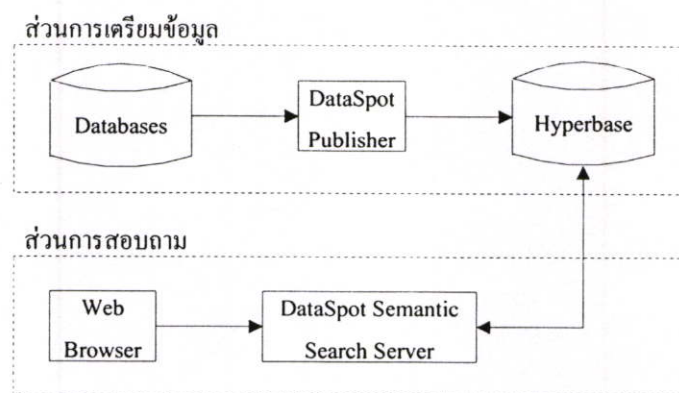 ส่วนการเตรียมข้อมูล
Databases
DataSpot
Publisher
Hyperbase
ส่วนการสอบถาม
Web
Browser
DataSpot Semantic
Search Server